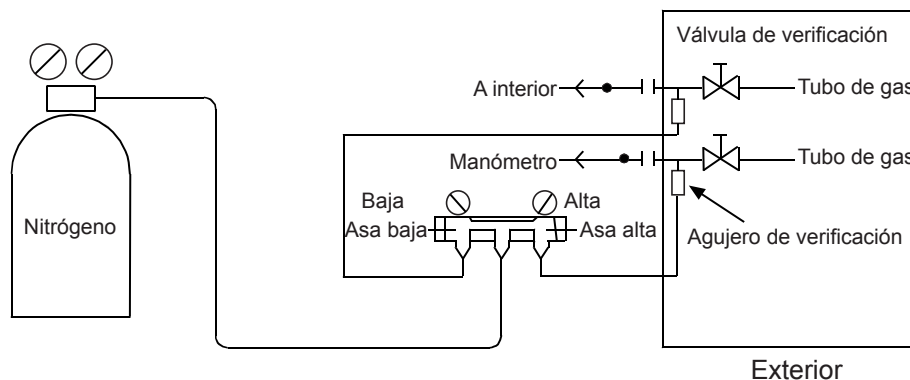 Válvula de verificación
A interior
Tubo de gas
Manómetro
Tubo de gas
Baja
Alta
Asa baja
Asa alta
Nitrógeno
Agujero de verificación
Exterior